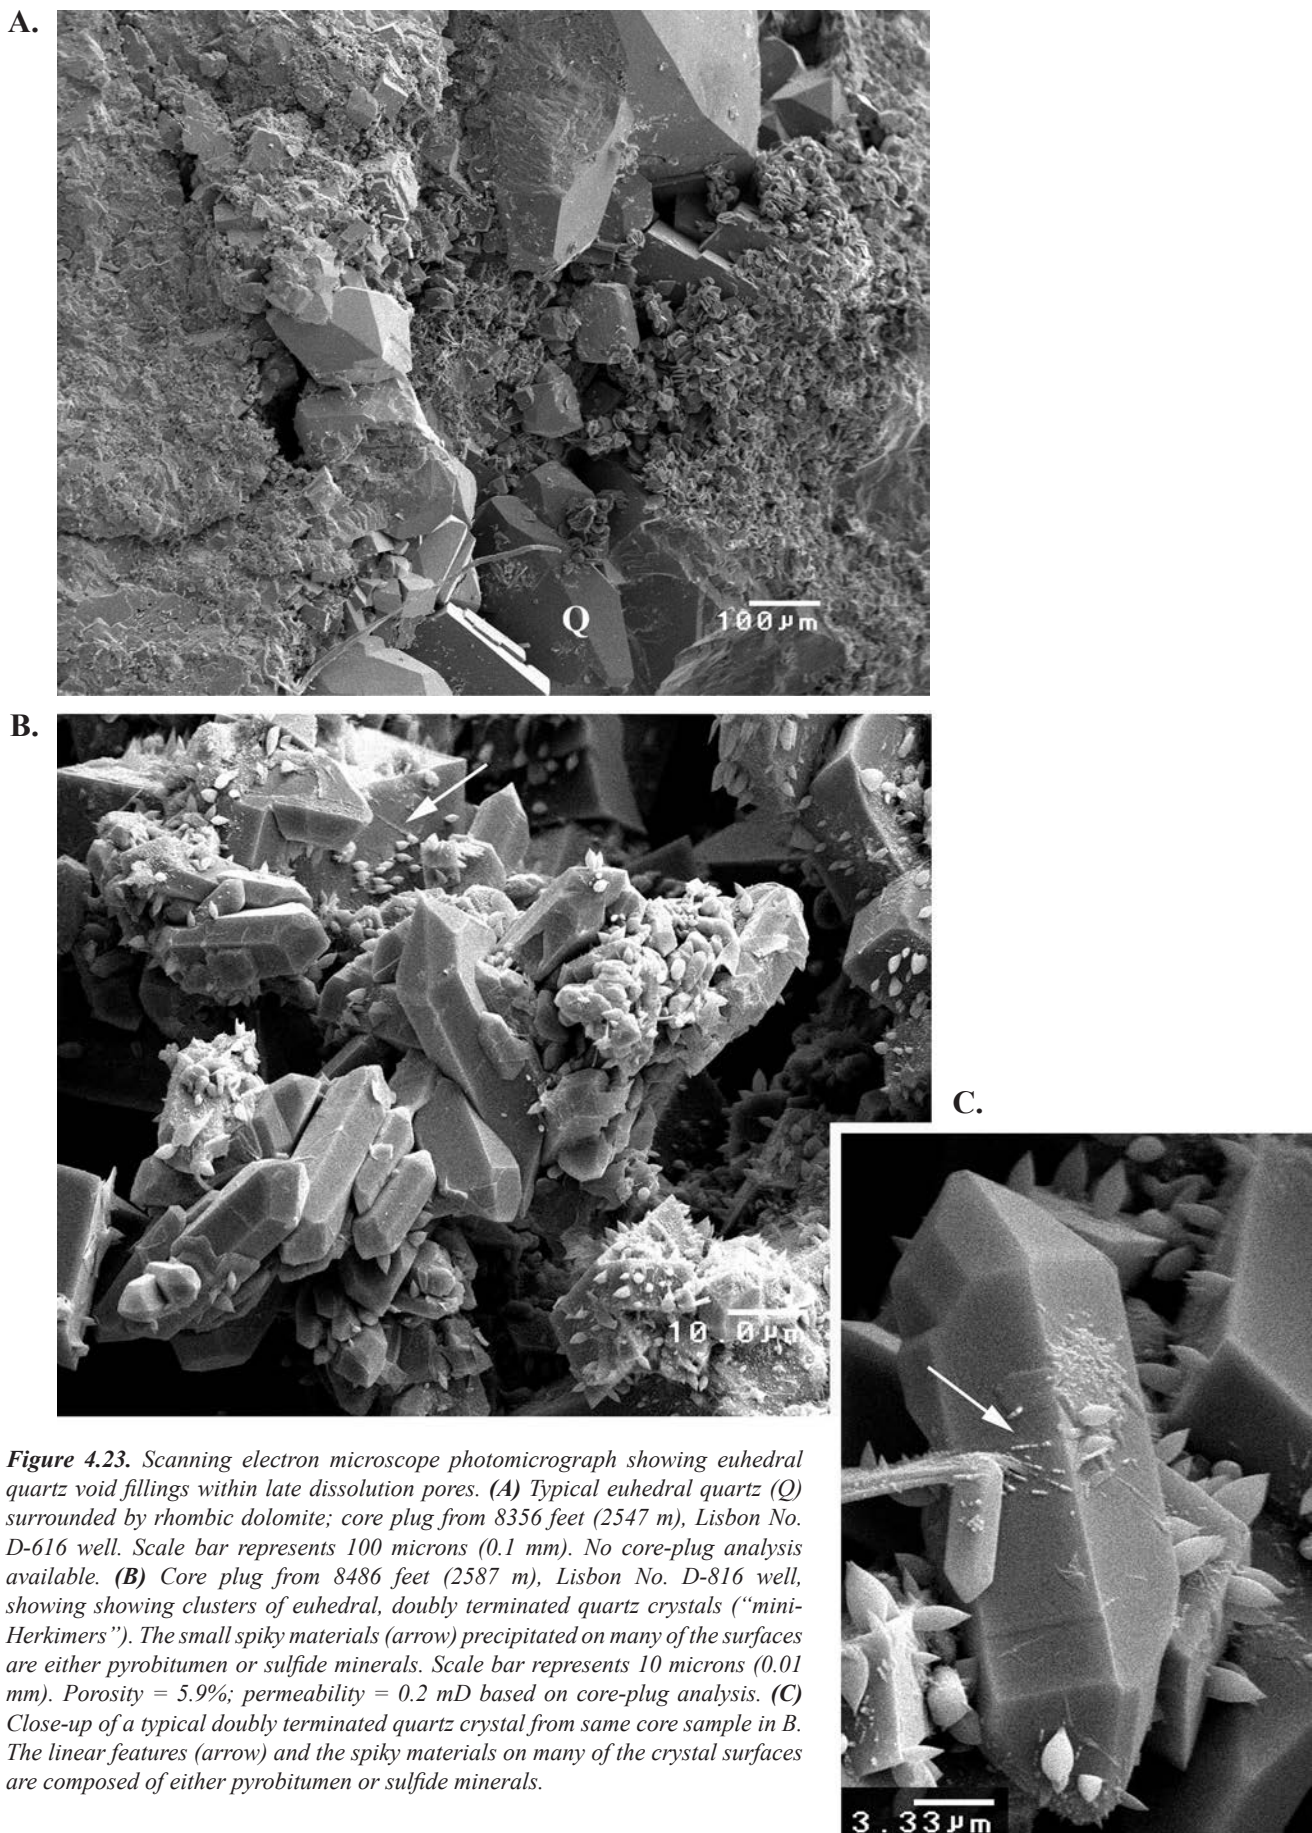 A.
Q
100μm
B.
10.0μm
C.
3.33μm
Figure 4.23. Scanning electron microscope photomicrograph showing euhedral
quartz void fillings within late dissolution pores. (A) Typical euhedral quartz (Q)
surrounded by rhombic dolomite; core plug from 8356 feet (2547 m), Lisbon No.
D-616 well. Scale bar represents 100 microns (0.1 mm). No core-plug analysis
available. (B) Core plug from 8486 feet (2587 m), Lisbon No. D-816 well,
showing showing clusters of euhedral, doubly terminated quartz crystals (“mini-
Herkimers”). The small spiky materials (arrow) precipitated on many of the surfaces
are either pyrobitumen or sulfide minerals. Scale bar represents 10 microns (0.01
mm). Porosity = 5.9%; permeability = 0.2 mD based on core-plug analysis. (C)
Close-up of a typical doubly terminated quartz crystal from same core sample in B.
The linear features (arrow) and the spiky materials on many of the crystal surfaces
are composed of either pyrobitumen or sulfide minerals.